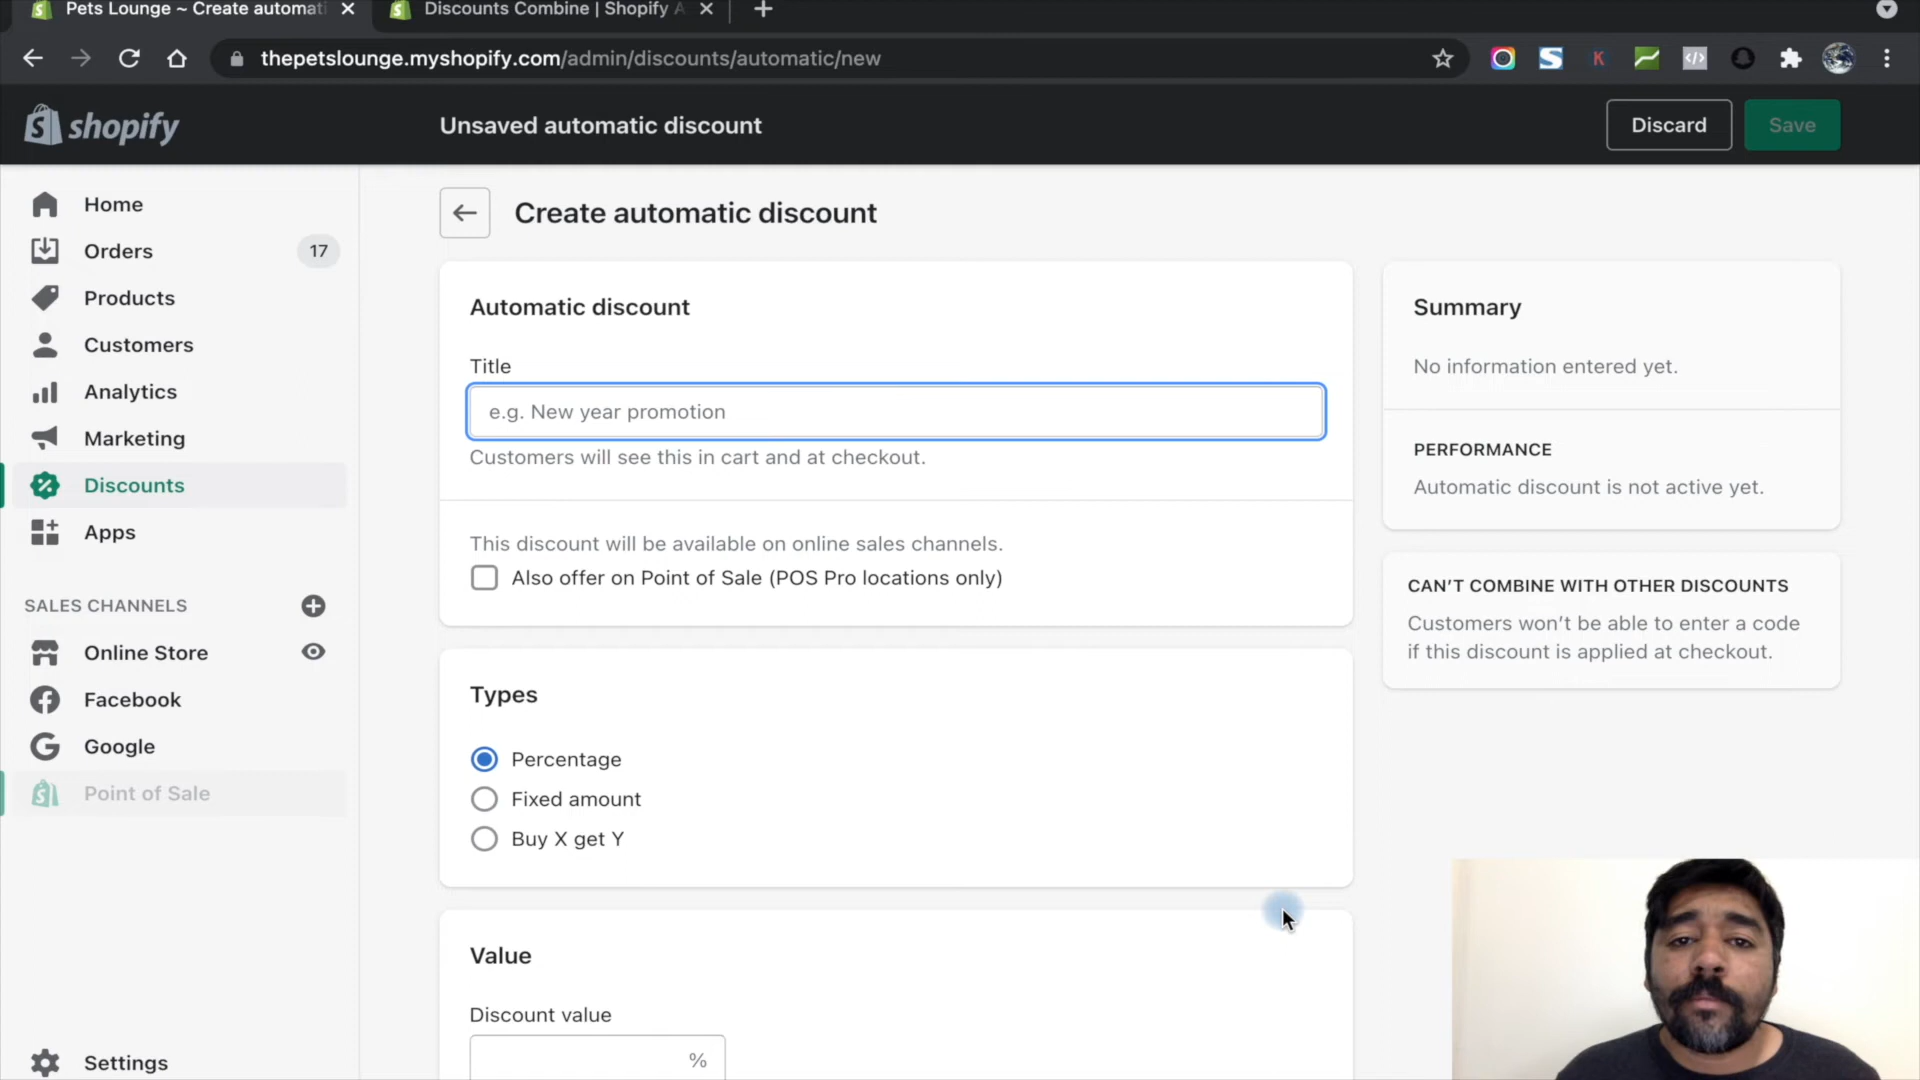 Pets Lounge ~ Create automati
Discounts Combine | Shopify A
thepetslounge.myshopify.com/admin/discounts/automatic/new
shopify
Unsaved automatic discount
Discard
Save
Home
Orders
17
Products
Customers
Analytics
Marketing
Discounts
Apps
SALES CHANNELS
Online Store
Facebook
Google
Point of Sale
Settings
Create automatic discount
Automatic discount
Title
e.g. New year promotion
Customers will see this in cart and at checkout.
This discount will be available on online sales channels.
Also offer on Point of Sale (POS Pro locations only)
Types
Percentage
Fixed amount
Buy X get Y
Value
Discount value
%
Summary
No information entered yet.
PERFORMANCE
Automatic discount is not active yet.
CAN’T COMBINE WITH OTHER DISCOUNTS
Customers won’t be able to enter a code
if this discount is applied at checkout.